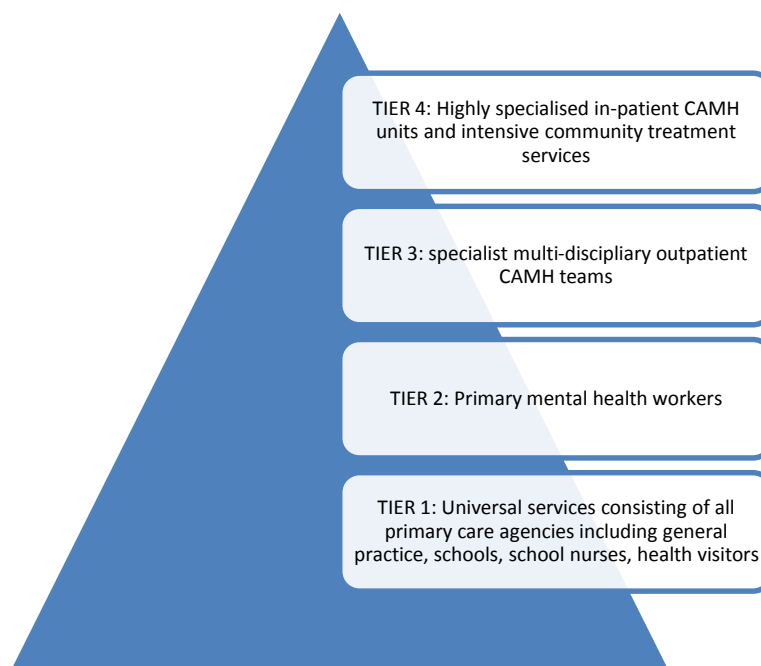 TIER 4: Highly specialised in-patient CAMH
units and intensive community treatment
services
TIER 3: specialist multi-discipliary outpatient
CAMH teams
TIER 2: Primary mental health workers
TIER 1: Universal services consisting of all
primary care agencies including general
practice, schools, school nurses, health visitors